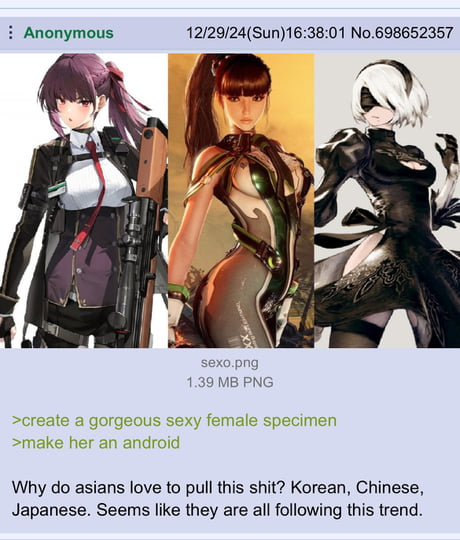 Anonymous 12/29/24(Sun)16:38:01 No.698652357
sexo.png
1.39 MB PNG
>create a gorgeous sexy female specimen
>make her an android
Why do asians love to pull this shit? Korean, Chinese,
Japanese. Seems like they are all following this trend.